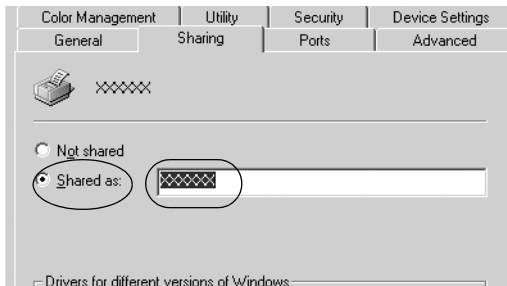 Color Management Utility Security Device Settings
General Sharing Ports Advanced
XXXXX
Not shared
Shared as: XXXXXX
Drivers for different versions of Windows